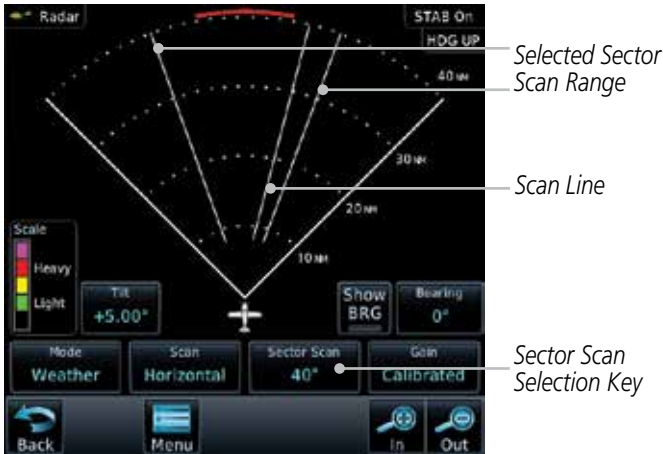 Radar
STAB On
HDG UP
40 NM
30 NM
20 NM
10 NM
Selected Sector
Scan Range
Scan Line
Scale
Heavy
Light
Tilt
+5.00°
Show
BRG
Bearing
0°
Mode
Weather
Scan
Horizontal
Sector Scan
40°
Gain
Calibrated
Sector Scan
Selection Key
Back
Menu
In
Out